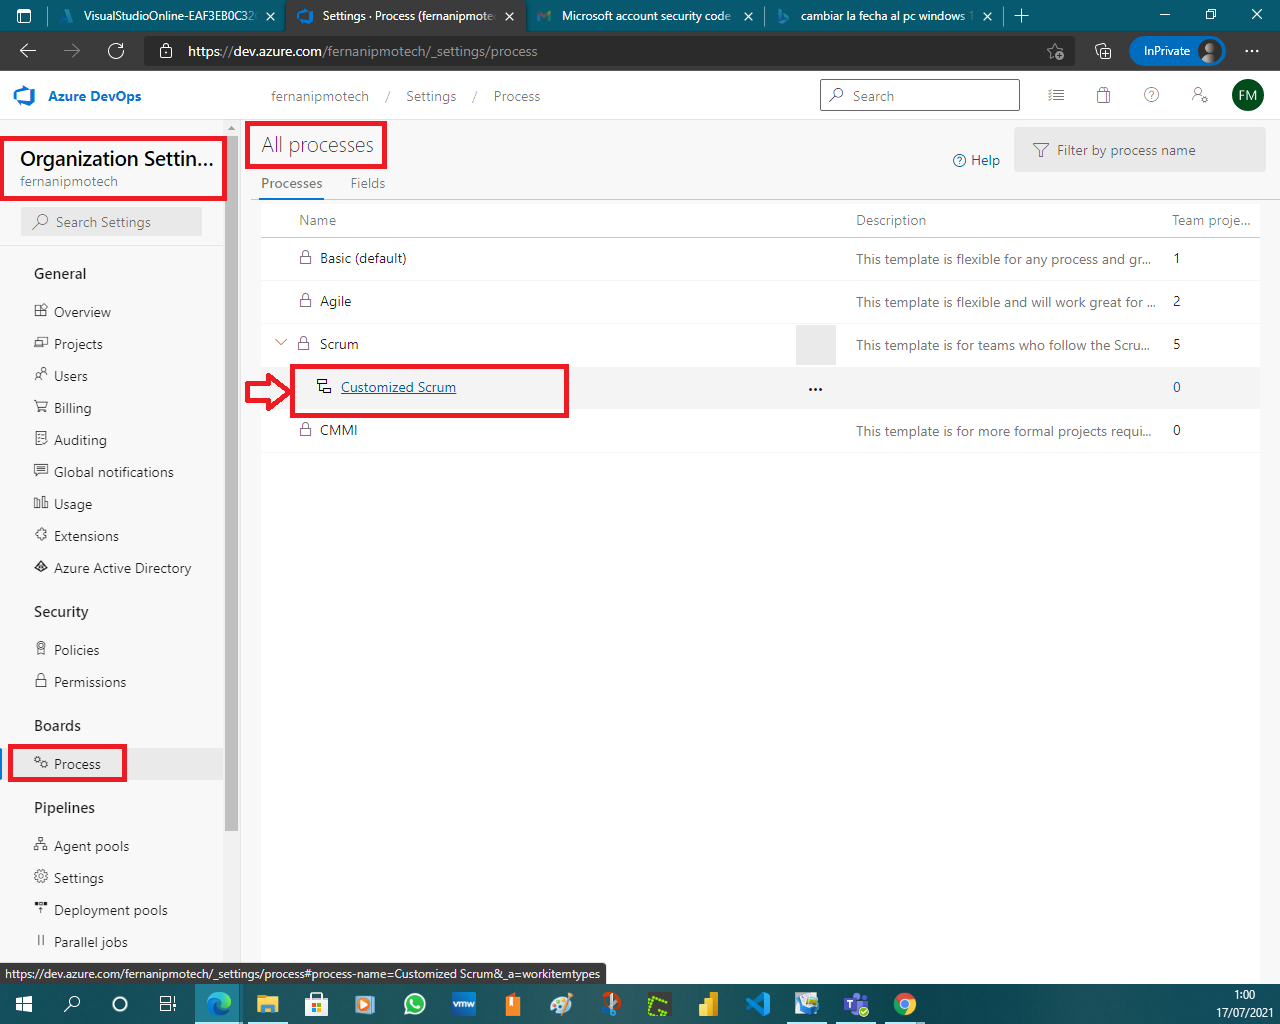 VisualStudioOnline-EAF3EB0C32
Settings · Process (fernanipmotec
Microsoft account security code
cambiar la fecha al pc windows 1
https://dev.azure.com/fernanipmotech/_settings/process
InPrivate
Azure DevOps
fernanipmotech / Settings / Process
Search
FM
Organization Settin...
fernanipmotech
Search Settings
General
Overview
Projects
Users
Billing
Auditing
Global notifications
Usage
Extensions
Azure Active Directory
Security
Policies
Permissions
Boards
Process
Pipelines
Agent pools
Settings
Deployment pools
Parallel jobs
All processes
Help
Filter by process name
Processes Fields
Name Description Team proje...
Basic (default) This template is flexible for any process and gr... 1
Agile This template is flexible and will work great for ... 2
Scrum This template is for teams who follow the Scru... 5
Customized Scrum ... 0
CMMI This template is for more formal projects requi... 0
https://dev.azure.com/fernanipmotech/_settings/process#process-name=Customized Scrum&_a=workitemtypes
vmw
1:00
17/07/2021